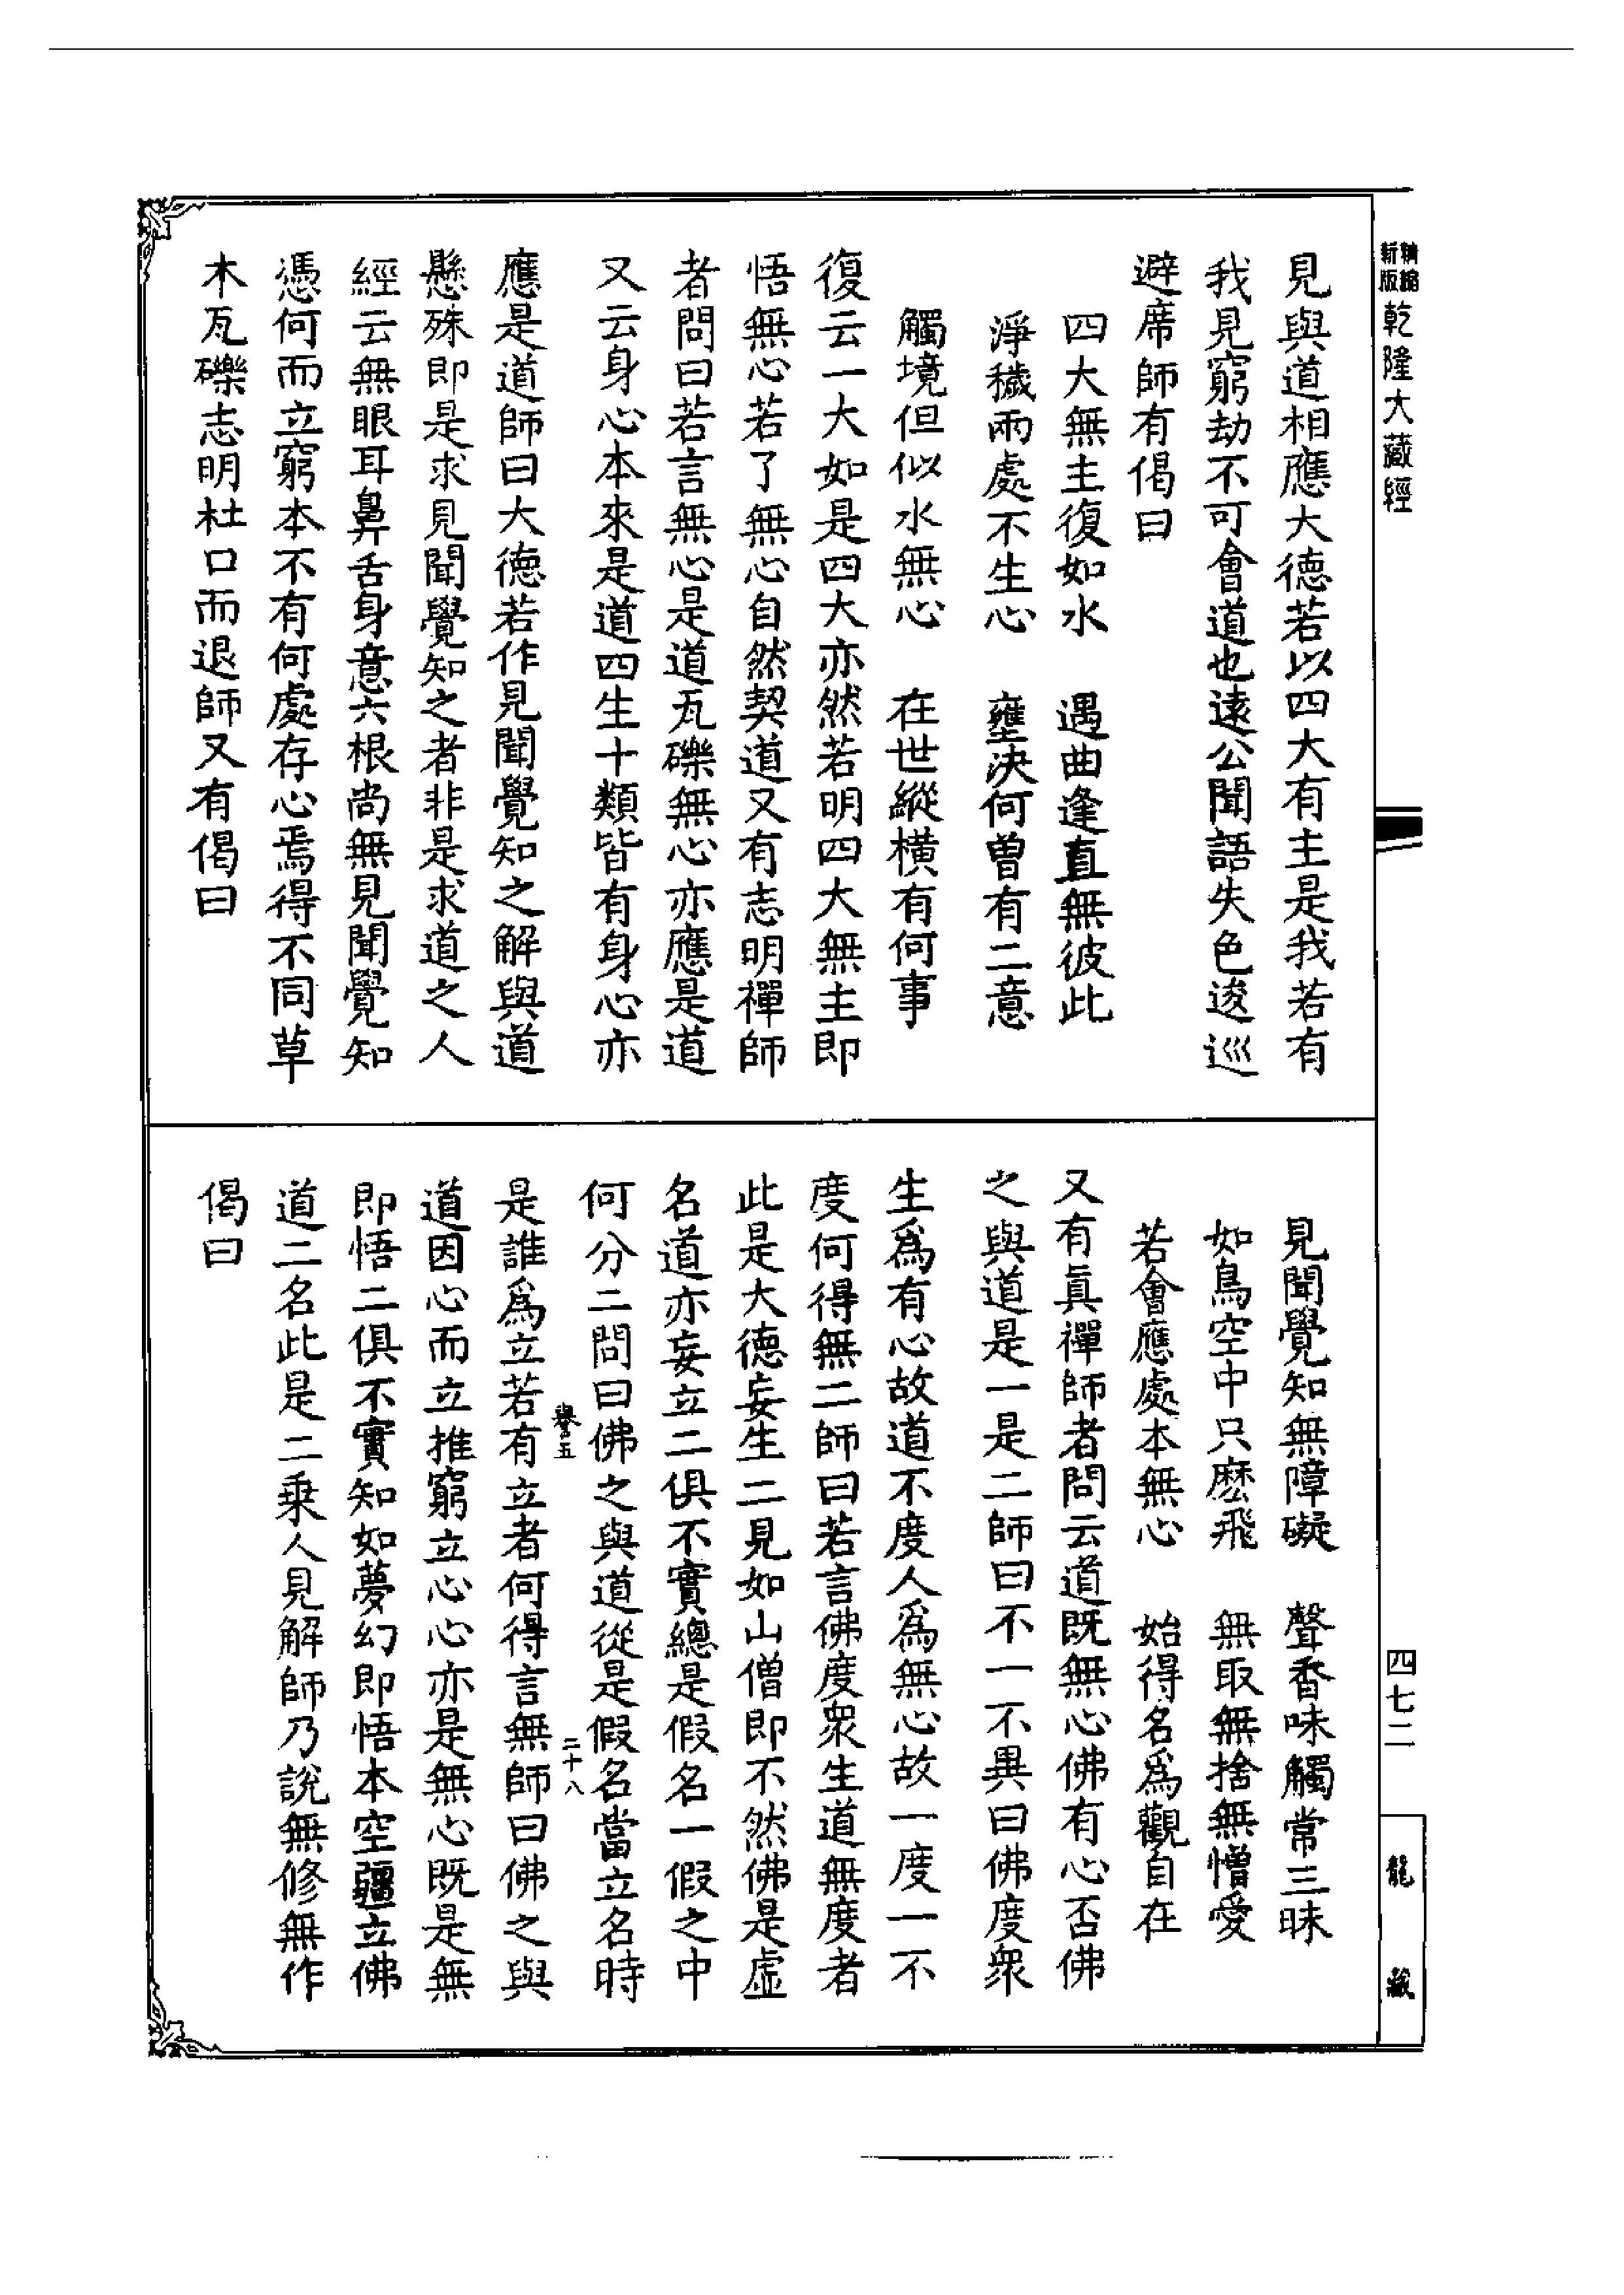 精縮新版乾隆大藏經
見與道相應大德若以四大有主是我若有
我見窮劫不可會道也遠公聞語失色逡巡
避席師有偈曰
四大無主復如水　遇曲逢直無彼此
淨穢兩處不生心　壅決何曾有二意
觸境但似水無心　在世縱橫有何事
復云一大如是四大亦然若明四大無主即
悟無心若了無心自然契道又有志明禪師
者問曰若言無心是道瓦礫無心亦應是道
又云身心本來是道四生十類皆有身心亦
應是道師曰大德若作見聞覺知之解與道
懸殊即是求見聞覺知之者非是求道之人
經云無眼耳鼻舌身意六根尚無見聞覺知
憑何而立窮本不有何處存心焉得不同草
木瓦礫志明杜口而退師又有偈曰
見聞覺知無障礙　聲香味觸常三昧
如鳥空中只麽飛　無取無捨無憎愛
若會應處本無心　始得名爲觀自在
又有真禪師者問云道既無心佛有心否佛
之與道是一是二師曰不一不異曰佛度衆
生爲有心故道不度人爲無心故一度一不
度何得無二師曰若言佛度衆生道無度者
此是大德妄生二見如山僧即不然佛是虛
名道亦妄立二俱不實總是假名一假之中
何分二問曰佛之與道從是假名當立名時
五　二十八
是誰爲立若有立者何得言無師曰佛之與
道因心而立推窮立心心亦是無心既是無
即悟二俱不實知如夢幻即悟本空疆立佛
道二名此是二乘人見解師乃說無修無作
偈曰
四七二
龍藏